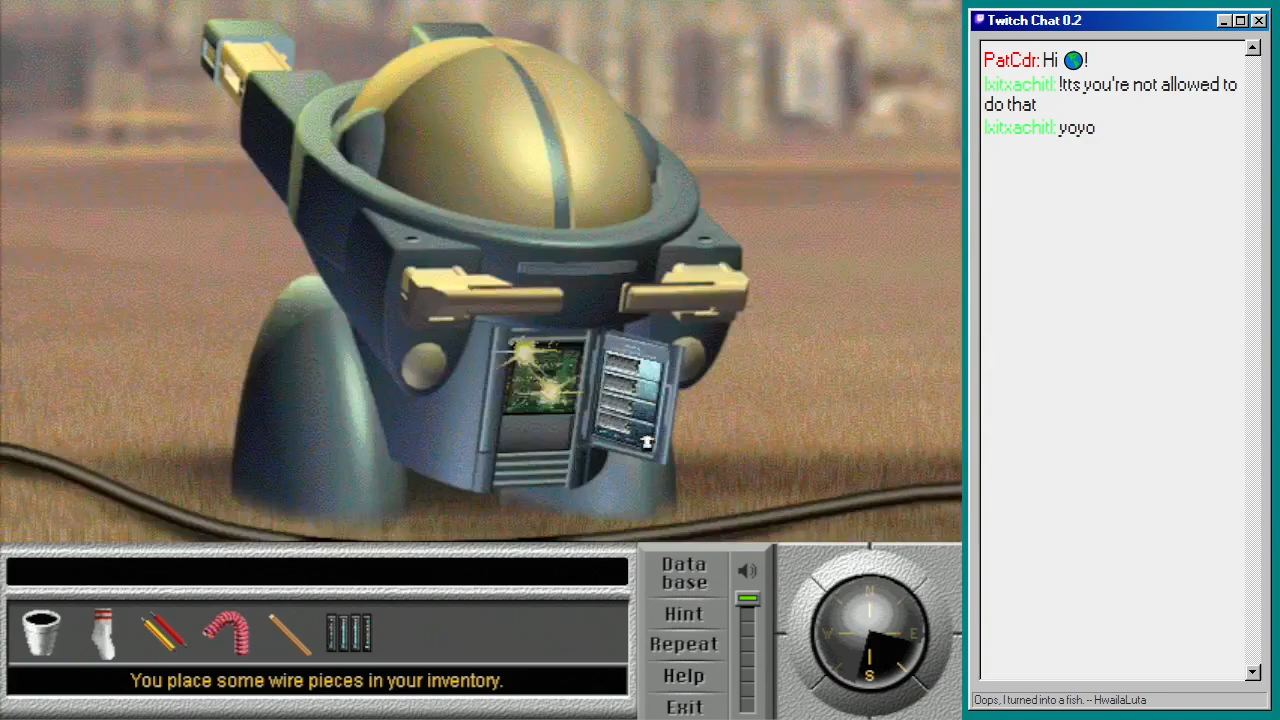 Twitch Chat 0.2
PatCdr: Hi 🌎!
lxitxachitl: !tts you're not allowed to
do that
lxitxachitl: yoyo
Data
base
Hint
Repeat
Help
Exit
N
W E
S
You place some wire pieces in your inventory.
Oops, I turned into a fish. -- HwailaLuta